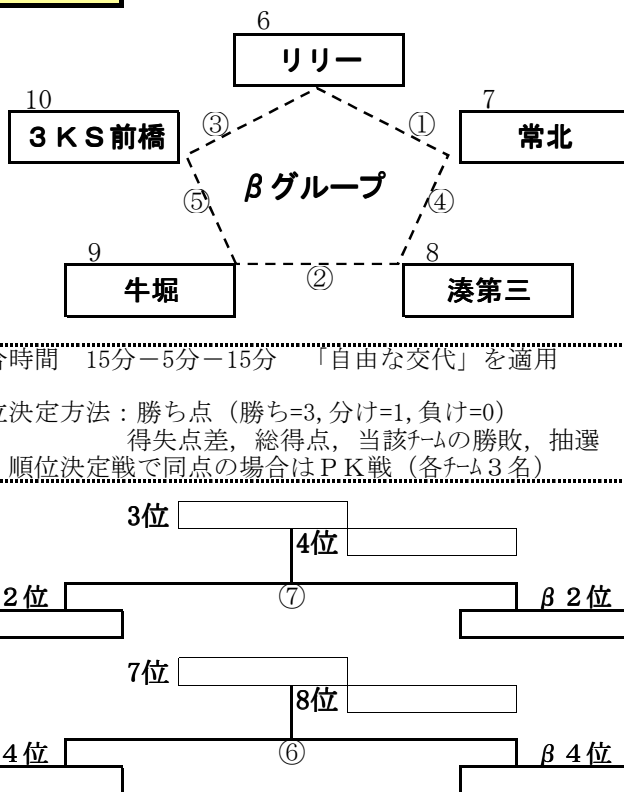 6
リリー
10
7
３ＫＳ前橋
③
①
常北
βグループ
⑤
④
9
8
牛堀
②
湊第三
時間　15分－5分－15分　「自由な交代」を適用
決定方法：勝ち点（勝ち=3,分け=1,負け=0）
得失点差，総得点，当該ﾁｰﾑの勝敗，抽選
順位決定戦で同点の場合はＰＫ戦（各ﾁｰﾑ３名）
3位
4位
２位
⑦
β２位
7位
8位
４位
⑥
β４位